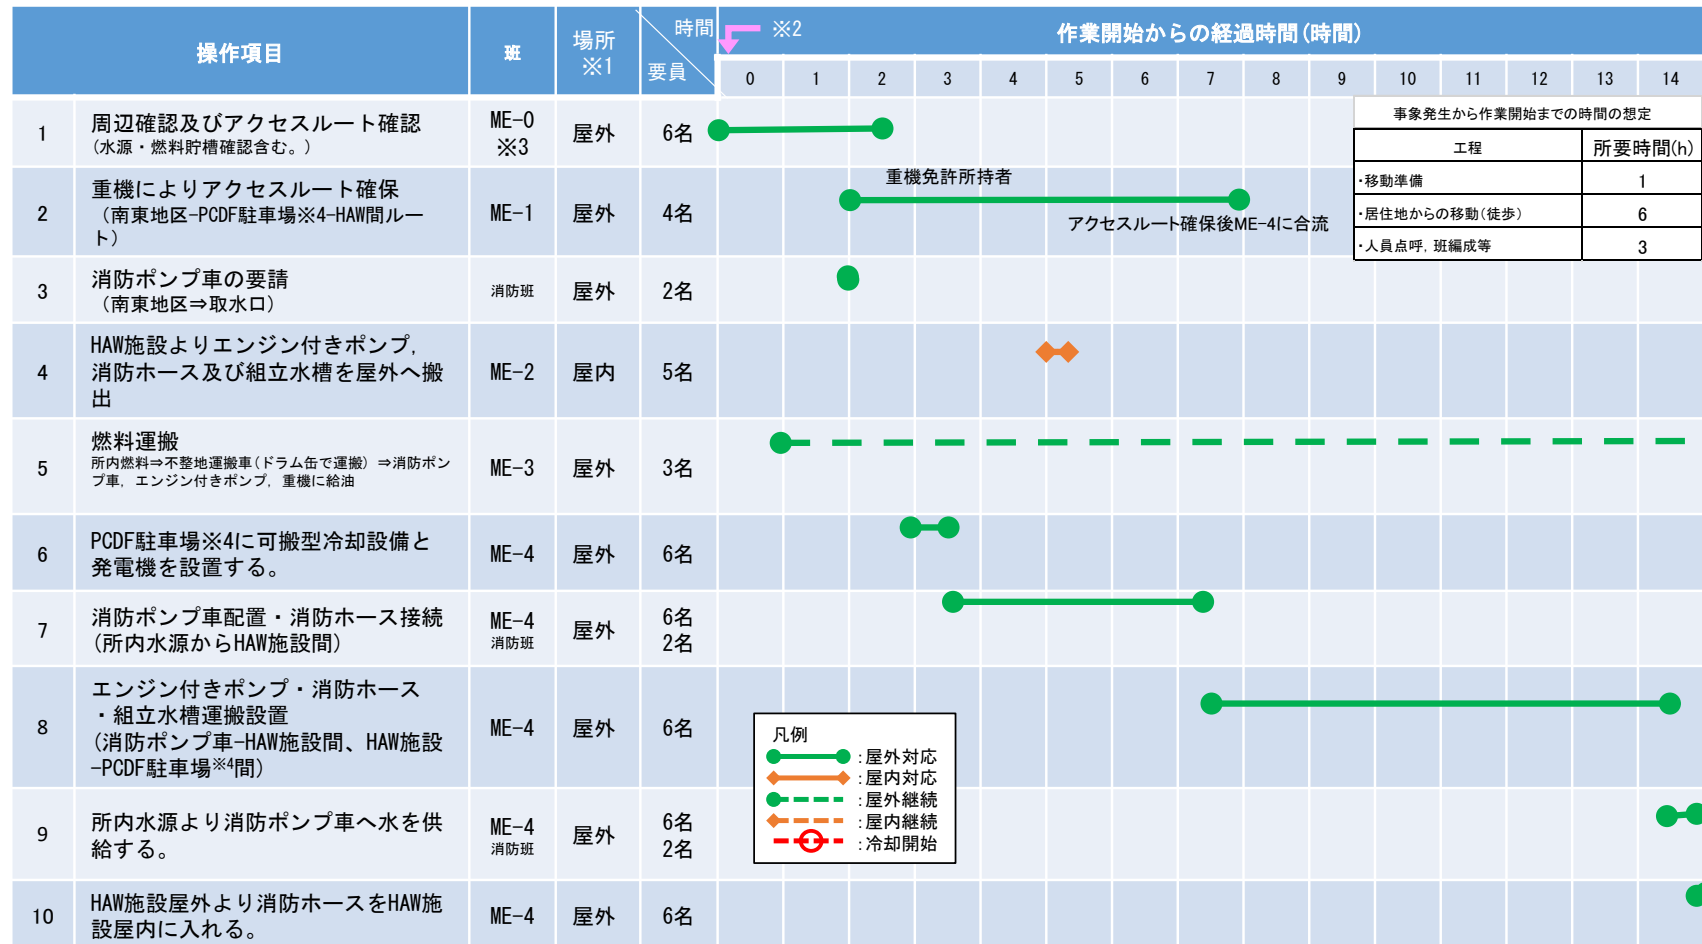 操作項目
班
場所
※1
時間
要員
※2
作業開始からの経過時間(時間)
0 1 2 3 4 5 6 7 8 9 10 11 12 13 14
事象発生から作業開始までの時間の想定
工程 所要時間(h)
・移動準備 1
・居住地からの移動(徒歩) 6
・人員点呼,班編成等 3
1
周辺確認及びアクセスルート確認
(水源・燃料貯槽確認含む。)
ME-0
※3
屋外
6名
2
重機によりアクセスルート確保
(南東地区-PCDF駐車場※4-HAW間ルー
ト)
ME-1
屋外
4名
重機免許所持者
アクセスルート確保後ME-4に合流
3
消防ポンプ車の要請
(南東地区⇒取水口)
消防班
屋外
2名
4
HAW施設よりエンジン付きポンプ,
消防ホース及び組立水槽を屋外へ搬
出
ME-2
屋内
5名
5
燃料運搬
所内燃料⇒不整地運搬車(ドラム缶で運搬) ⇒消防ポン
プ車, エンジン付きポンプ, 重機に給油
ME-3
屋外
3名
6
PCDF駐車場※4に可搬型冷却設備と
発電機を設置する。
ME-4
屋外
6名
7
消防ポンプ車配置・消防ホース接続
(所内水源からHAW施設間)
ME-4
消防班
屋外
6名
2名
8
エンジン付きポンプ・消防ホース
・組立水槽運搬設置
(消防ポンプ車-HAW施設間、HAW施設
-PCDF駐車場※4間)
ME-4
屋外
6名
凡例
:屋外対応
:屋内対応
:屋外継続
:屋内継続
:冷却開始
9
所内水源より消防ポンプ車へ水を供
給する。
ME-4
消防班
屋外
6名
2名
10
HAW施設屋外より消防ホースをHAW施
設屋内に入れる。
ME-4
屋外
6名